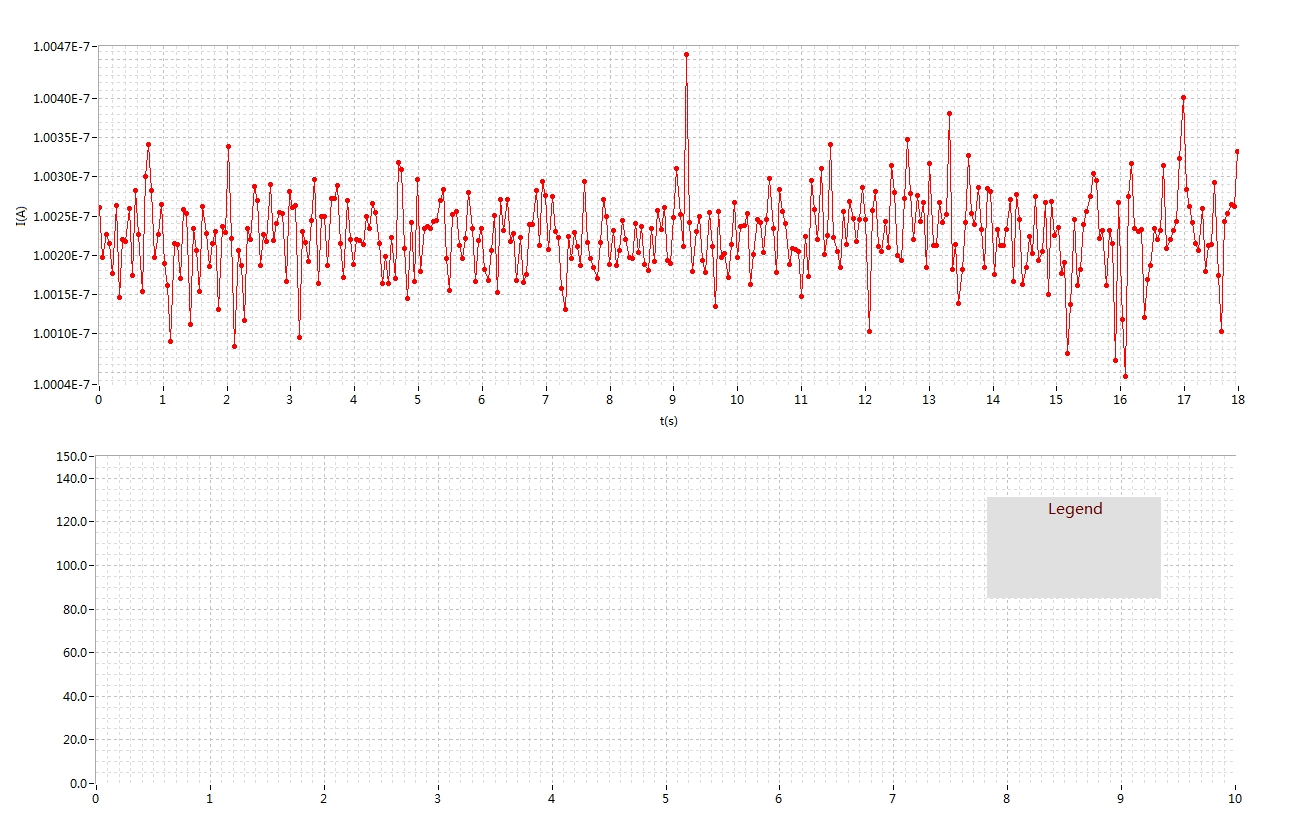 1.0047E-7
1.0040E-7
1.0035E-7
1.0030E-7
1.0025E-7
1.0020E-7
1.0015E-7
1.0010E-7
1.0004E-7
I(A)
0 1 2 3 4 5 6 7 8 9 10 11 12 13 14 15 16 17 18
t(s)
150.0
140.0
120.0
100.0
80.0
60.0
40.0
20.0
0.0
Legend
0 1 2 3 4 5 6 7 8 9 10